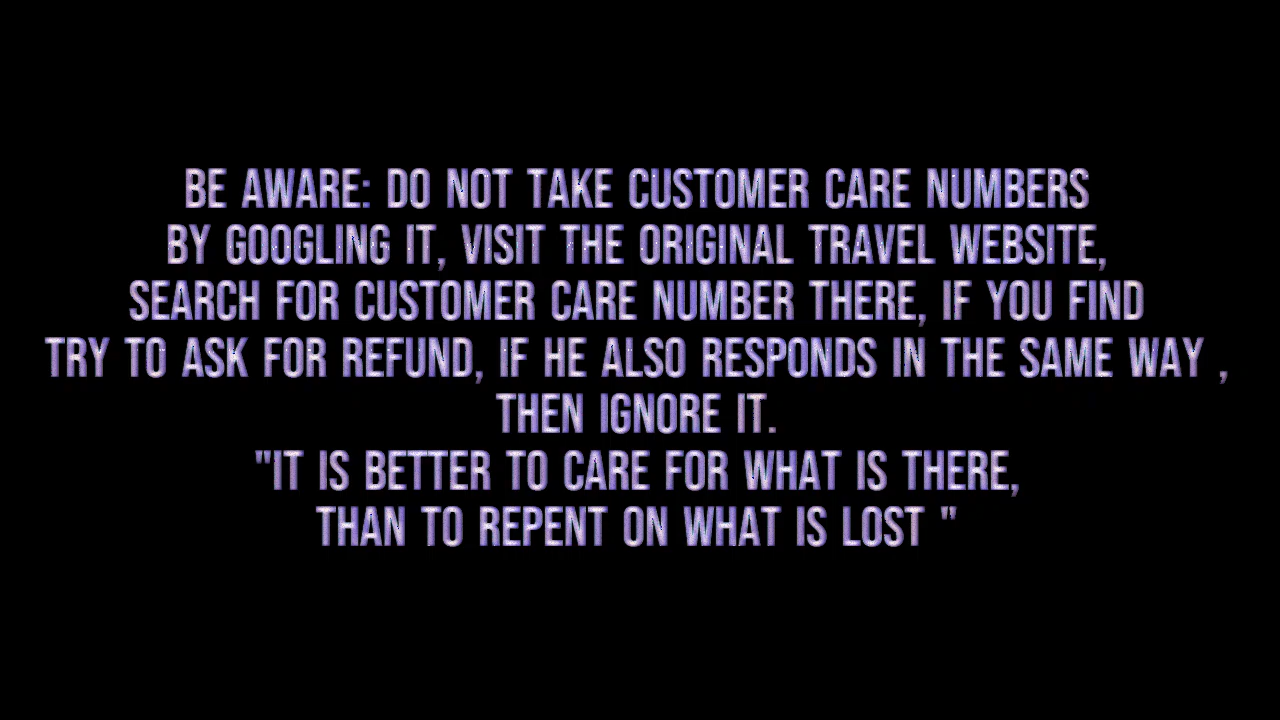 BE AWARE: DO NOT TAKE CUSTOMER CARE NUMBERS
BY GOOGLING IT, VISIT THE ORIGINAL TRAVEL WEBSITE,
SEARCH FOR CUSTOMER CARE NUMBER THERE, IF YOU FIND
TRY TO ASK FOR REFUND, IF HE ALSO RESPONDS IN THE SAME WAY ,
THEN IGNORE IT.
"IT IS BETTER TO CARE FOR WHAT IS THERE,
THAN TO REPENT ON WHAT IS LOST "